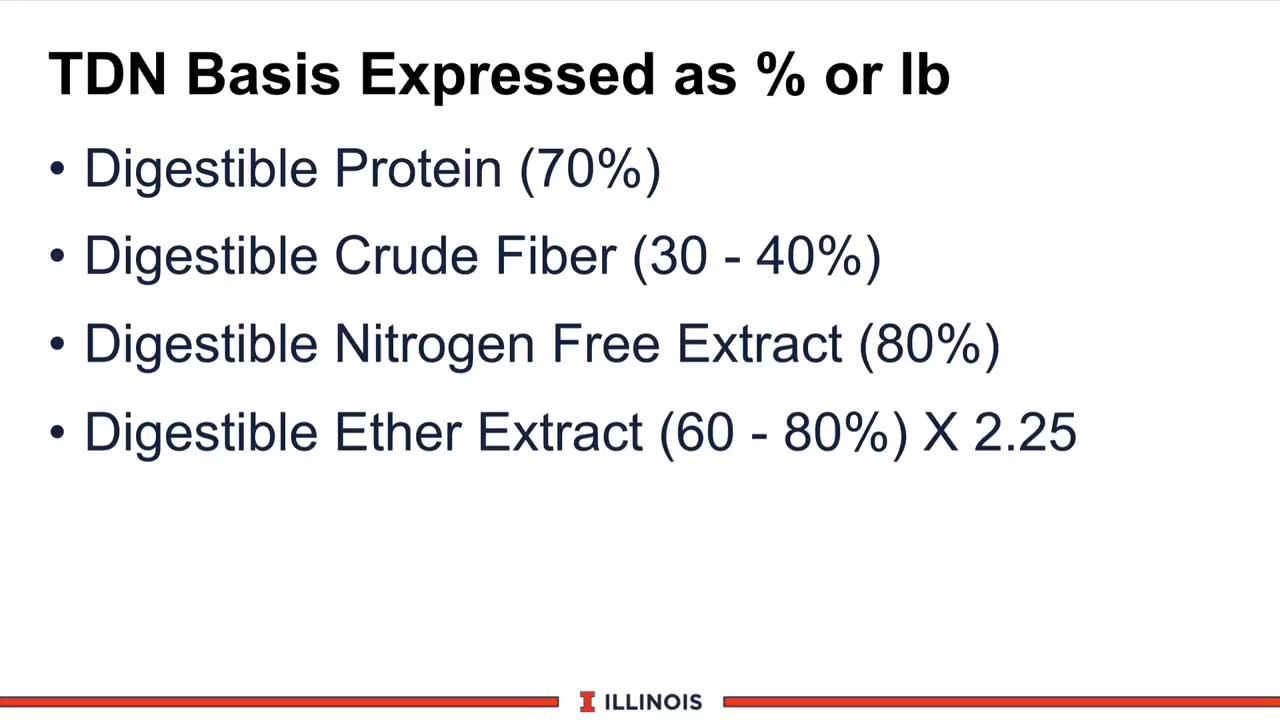 TDN Basis Expressed as % or lb
• Digestible Protein (70%)
• Digestible Crude Fiber (30 - 40%)
• Digestible Nitrogen Free Extract (80%)
• Digestible Ether Extract (60 - 80%) X 2.25
I ILLINOIS